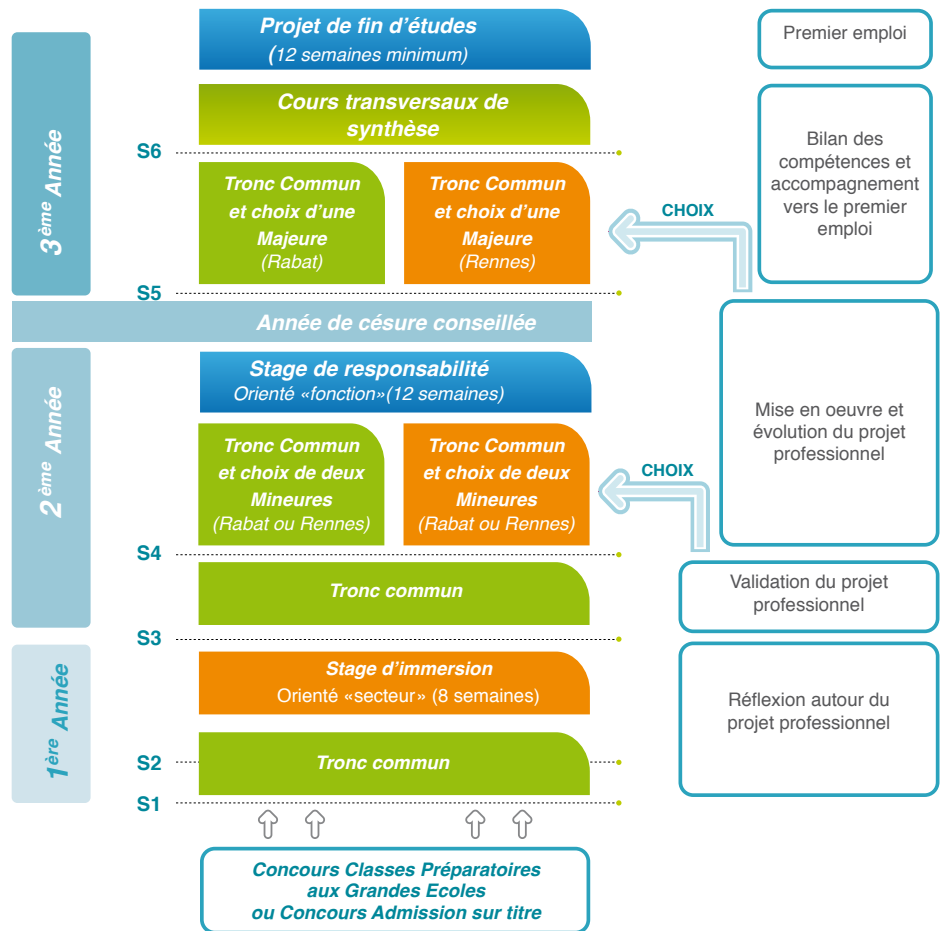 Projet de fin d'études
(12 semaines minimum)
Premier emploi
Cours transversaux de
synthèse
Bilan des
compétences et
accompagnement
vers le premier
emploi
3ème Année
S6
Tronc Commun
et choix d'une
Majeure
(Rabat)
Tronc Commun
et choix d'une
Majeure
(Rennes)
CHOIX
S5
Année de césure conseillée
Mise en oeuvre et
évolution du projet
professionnel
2ème Année
Stage de responsabilité
Orienté «fonction»(12 semaines)
Tronc Commun
et choix de deux
Mineures
(Rabat ou Rennes)
Tronc Commun
et choix de deux
Mineures
(Rabat ou Rennes)
CHOIX
S4
Tronc commun
Validation du projet
professionnel
S3
1ère Année
Stage d'immersion
Orienté «secteur» (8 semaines)
Réflexion autour du
projet professionnel
S2
Tronc commun
S1
Concours Classes Préparatoires
aux Grandes Ecoles
ou Concours Admission sur titre